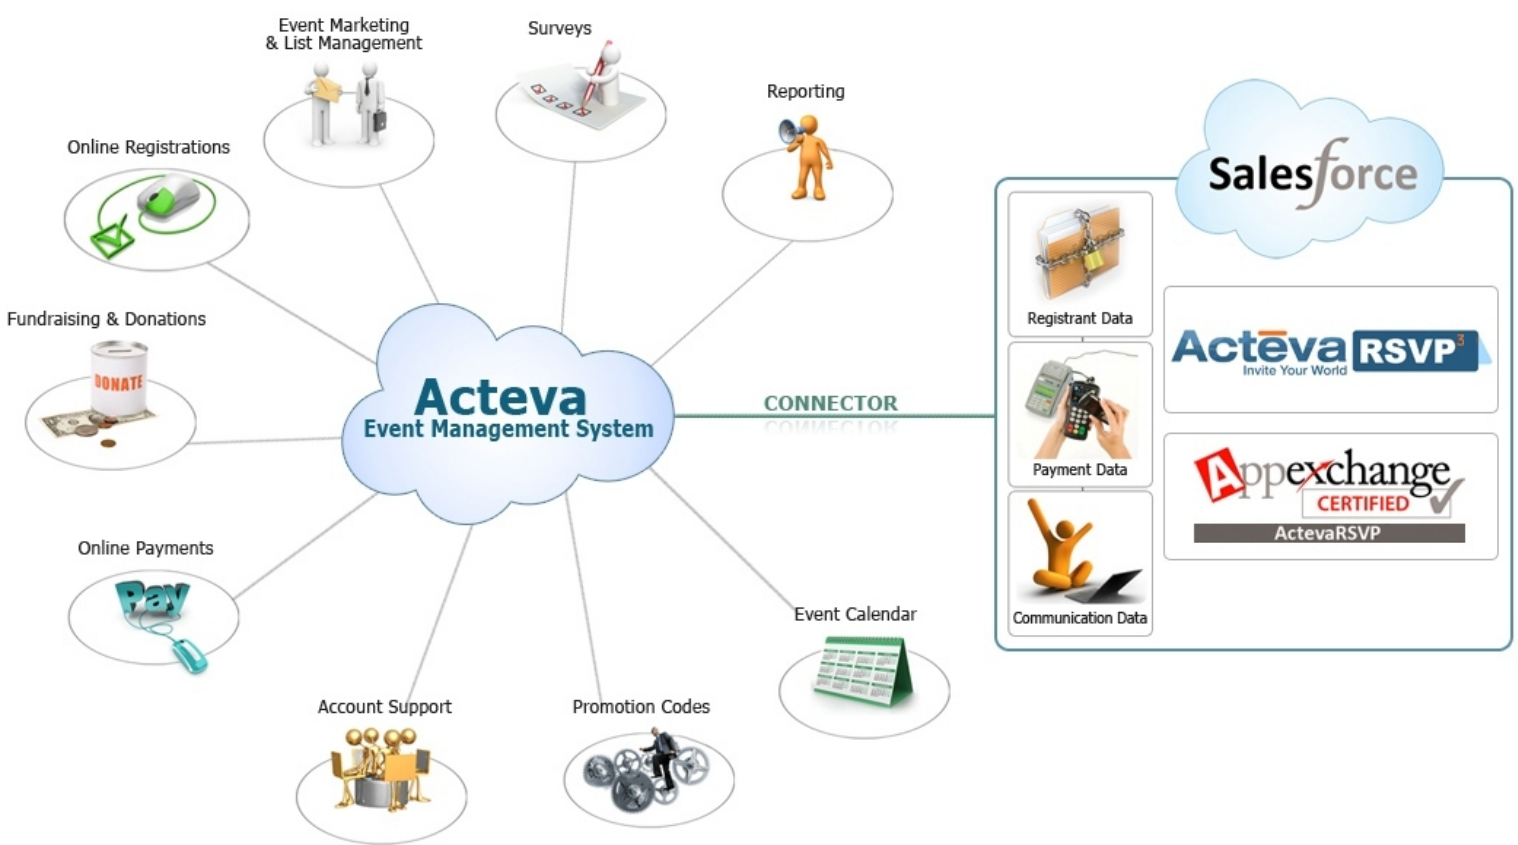 Event Marketing
& List Management
Surveys
Reporting
Online Registrations
Fundraising & Donations
DONATE
Acteva
Event Management System
CONNECTOR
Online Payments
Pay
Account Support
Promotion Codes
Event Calendar
Salesforce
Registrant Data
Payment Data
Communication Data
Actēva RSVP 3
Invite Your World
Appexchange
CERTIFIED
ActevaRSVP